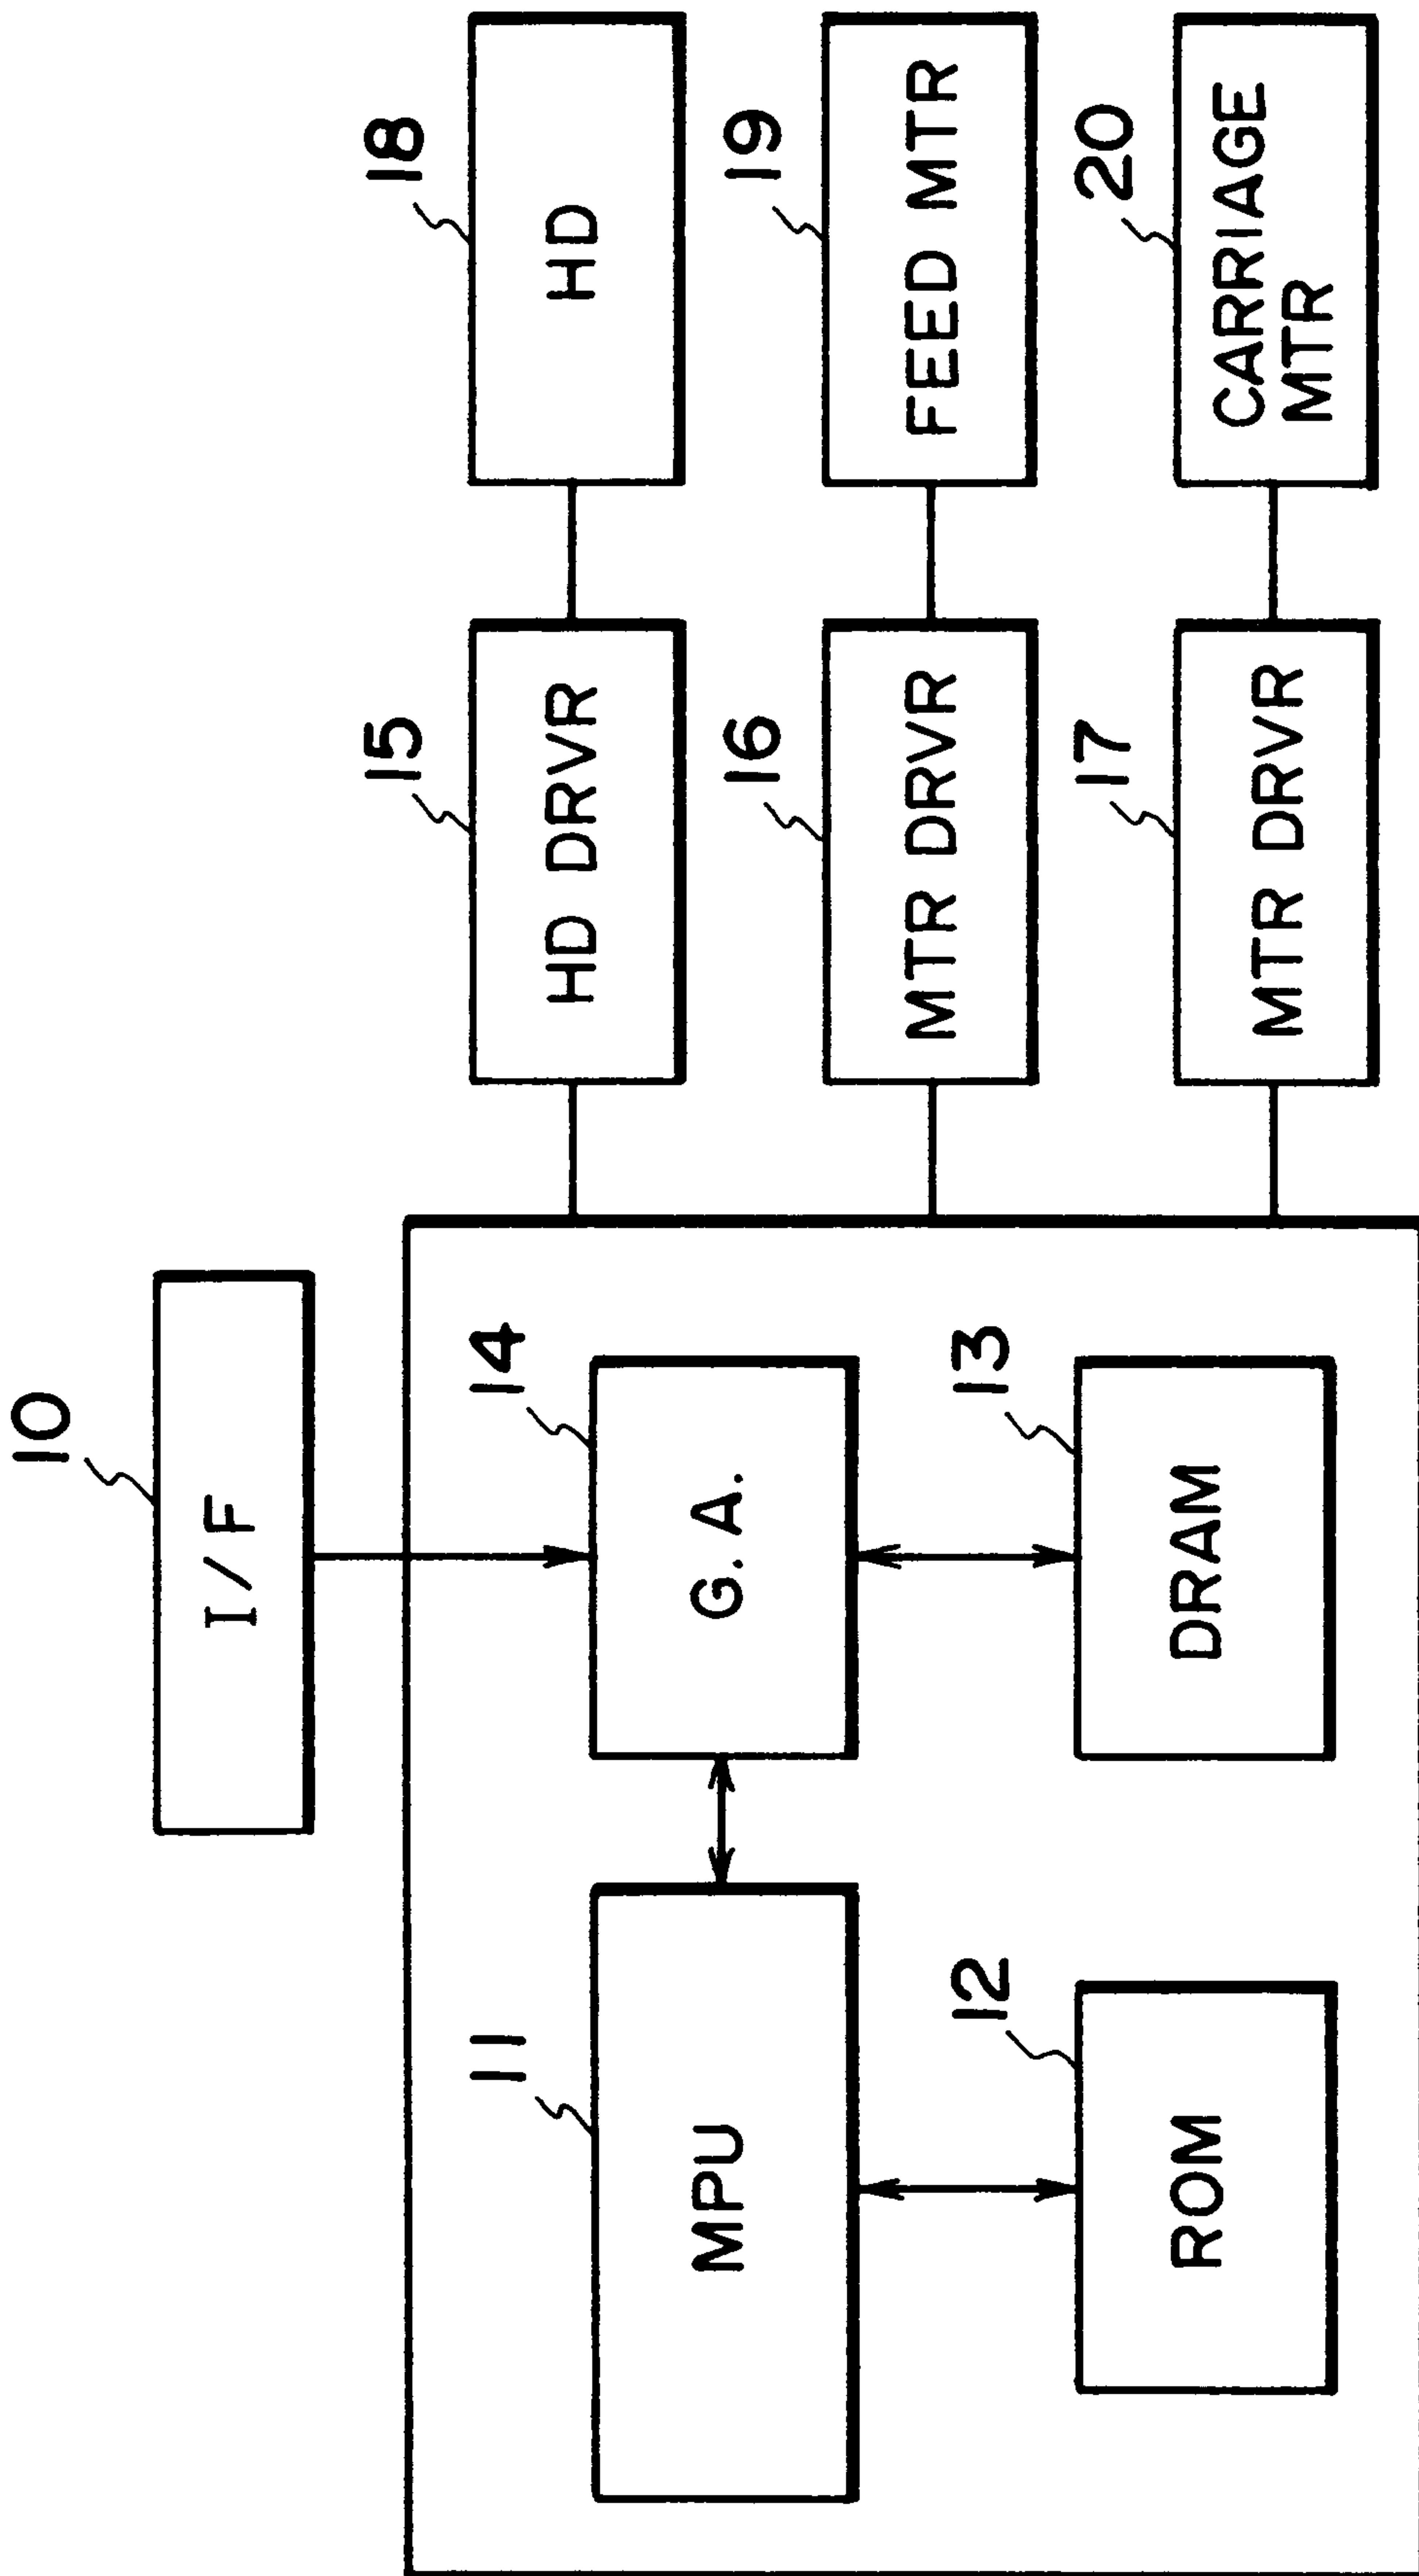 10
I/F
14
G. A.
11
MPU
13
DRAM
12
ROM
15
HD DRVR
18
HD
16
MTR DRVR
19
FEED MTR
17
MTR DRVR
20
CARRIAGE
MTR